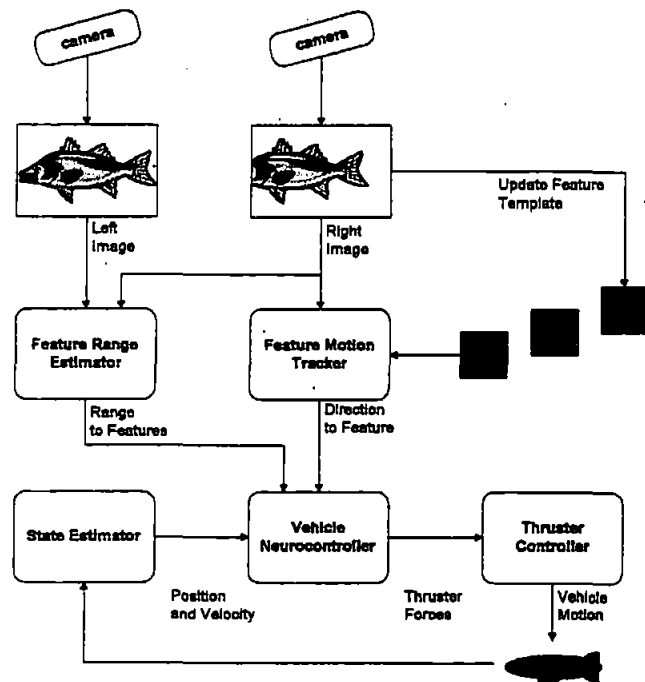 camera
camera
Update Feature
Template
Left
Image
Right
Image
Feature Range
Estimator
Feature Motion
Tracker
Range
to Features
Direction
to Feature
State Estimator
Vehicle
Neurocontroller
Thruster
Controller
Position
and Velocity
Thruster
Forces
Vehicle
Motion